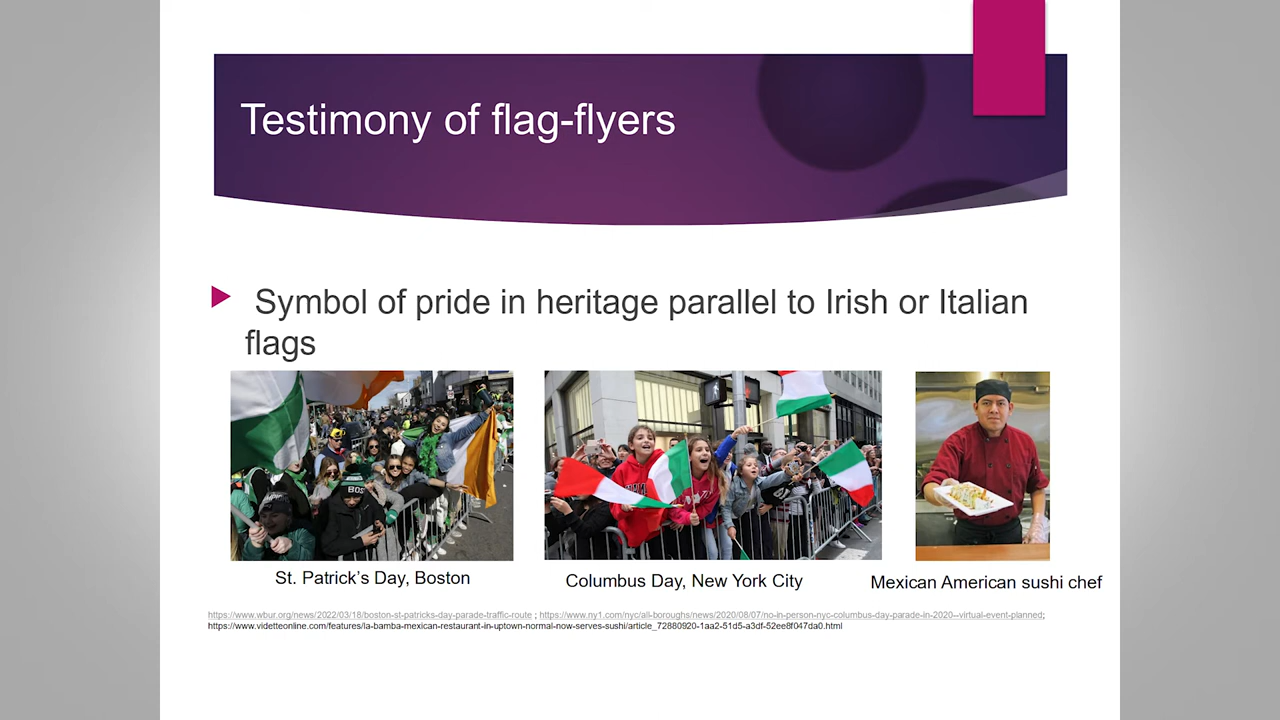 Testimony of flag-flyers
Symbol of pride in heritage parallel to Irish or Italian
flags
BOS
St. Patrick’s Day, Boston
Columbus Day, New York City
Mexican American sushi chef
https://www.wbur.org/news/2022/03/18/boston-st-patricks-day-parade-traffic-route ; https://www.ny1.com/nyc/all-boroughs/news/2020/08/07/no-in-person-nyc-columbus-day-parade-in-2020--virtual-event-planned;
https://www.videtteonline.com/features/la-bamba-mexican-restaurant-in-uptown-normal-now-serves-sushi/article_72880920-1aa2-51d5-a3df-52ee8f047da0.html